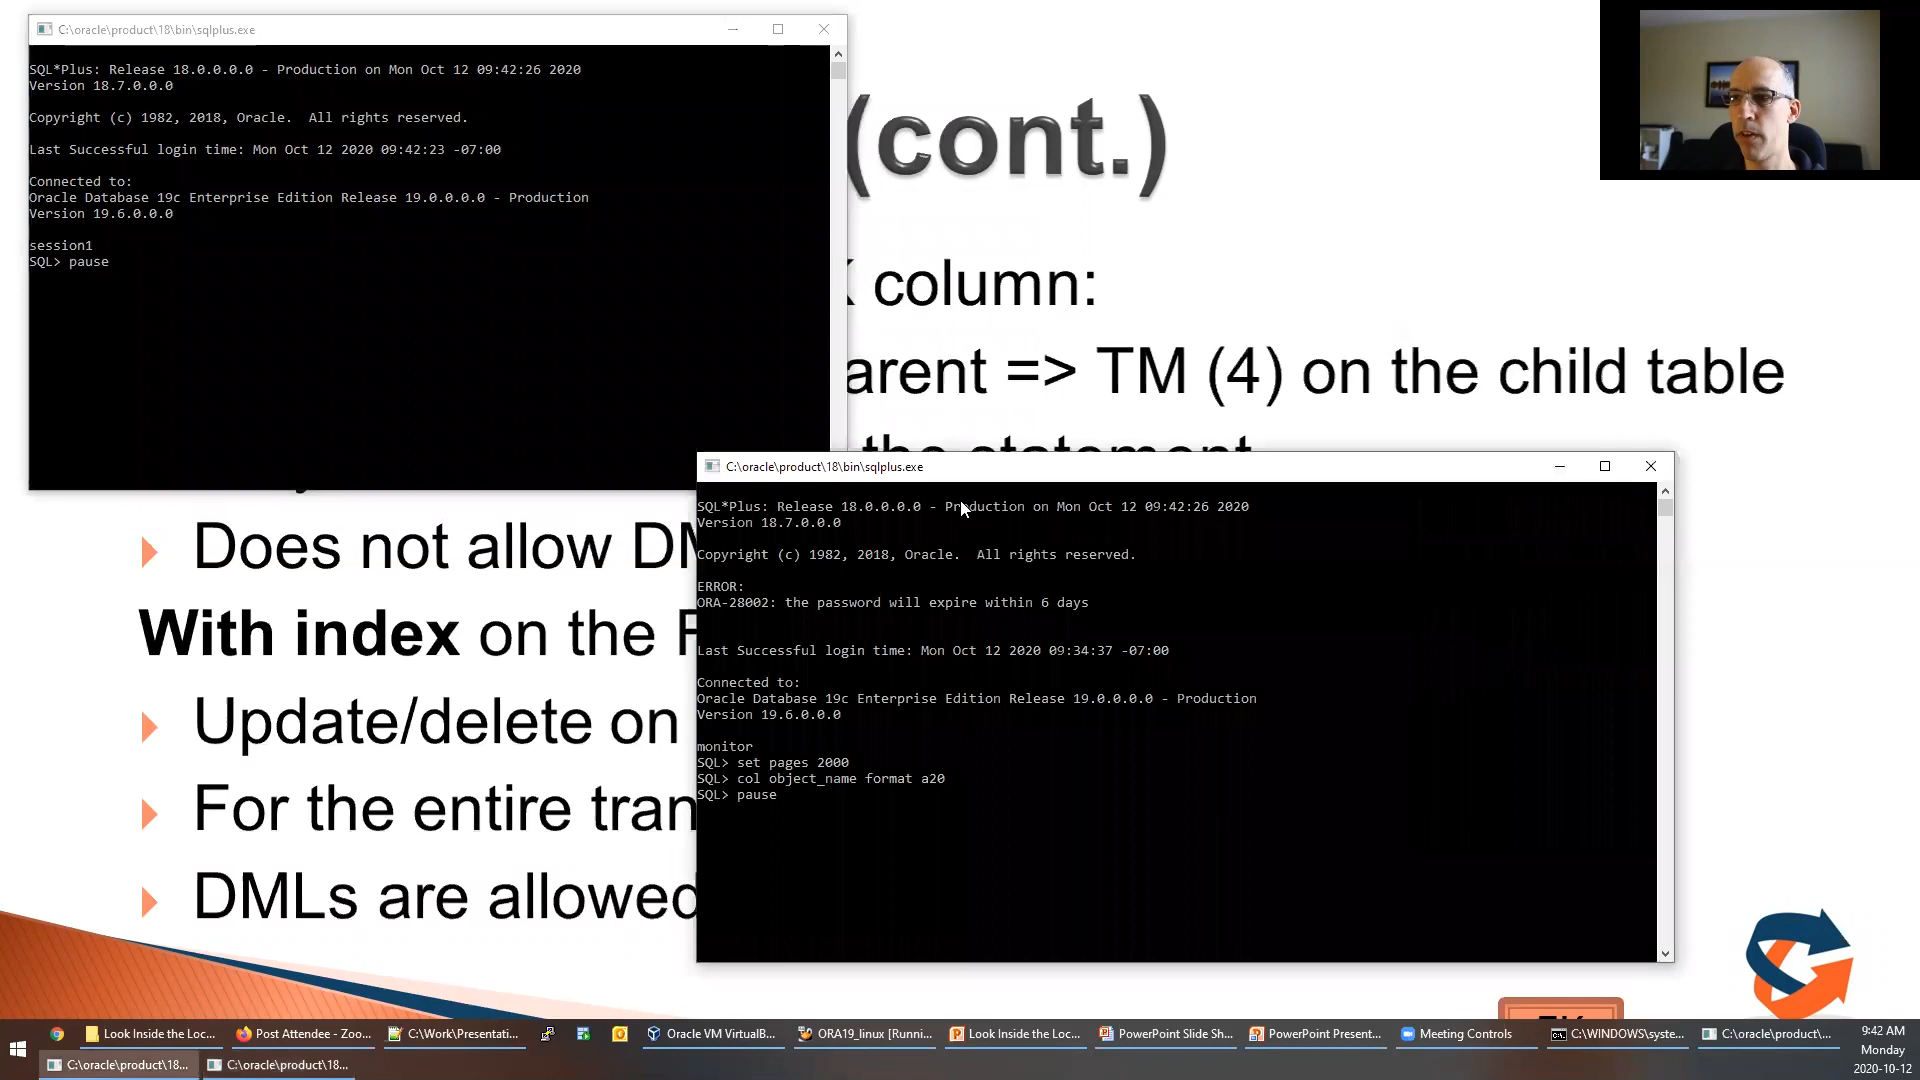 C:\oracle\product\18\bin\sqlplus.exe
SQL*Plus: Release 18.0.0.0.0 - Production on Mon Oct 12 09:42:26 2020
Version 18.7.0.0.0
Copyright (c) 1982, 2018, Oracle.  All rights reserved.
Last Successful login time: Mon Oct 12 2020 09:42:23 -07:00
Connected to:
Oracle Database 19c Enterprise Edition Release 19.0.0.0.0 - Production
Version 19.6.0.0.0
session1
SQL> pause
(cont.)
column:
arent => TM (4) on the child table
the statement
Does not allow DM
With index on the F
Update/delete on
For the entire tran
DMLs are allowed
C:\oracle\product\18\bin\sqlplus.exe
SQL*Plus: Release 18.0.0.0.0 - Production on Mon Oct 12 09:42:26 2020
Version 18.7.0.0.0
Copyright (c) 1982, 2018, Oracle.  All rights reserved.
ERROR:
ORA-28002: the password will expire within 6 days
Last Successful login time: Mon Oct 12 2020 09:34:37 -07:00
Connected to:
Oracle Database 19c Enterprise Edition Release 19.0.0.0.0 - Production
Version 19.6.0.0.0
monitor
SQL> set pages 2000
SQL> col object_name format a20
SQL> pause
Look Inside the Loc...
Post Attendee - Zoo...
C:\Work\Presentati...
Oracle VM VirtualB...
ORA19_linux [Runni...
Look Inside the Loc...
PowerPoint Slide Sh...
PowerPoint Present...
Meeting Controls
C:\WINDOWS\syste...
C:\oracle\product\...
C:\oracle\product\18...
C:\oracle\product\18...
9:42 AM
Monday
2020-10-12